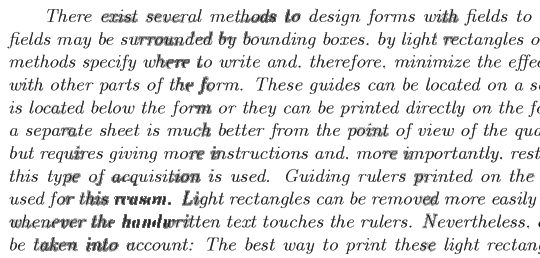 There exist several methods to design forms with fields to
fields may be surrounded by bounding boxes, by light rectangles o
methods specify where to write and, therefore, minimize the effe
with other parts of the form. These guides can be located on a s
is located below the form or they can be printed directly on the fo
a separate sheet is much better from the point of view of the qua
but requires giving more instructions and, more importantly, rest
this type of acquisition is used. Guiding rulers printed on the
used for this reason. Light rectangles can be removed more easily
whenever the handwritten text touches the rulers. Nevertheless,
be taken into account: The best way to print these light rectang